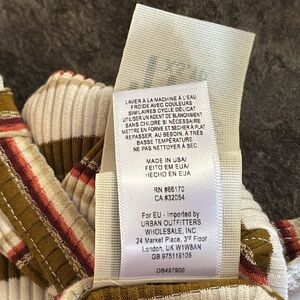 LAVER À LA MACHINE À L'EAU
FROIDE AVEC COULEURS
SIMILAIRES CYCLE DÉLICAT
UTILISER UN AGENT DE BLANCHIMENT
SANS CHLORE SI NÉCESSAIRE
METTRE EN FORME ET SÉCHER À PLAT
REPASSER, AU BESOIN, À TRÈS
BASSE TEMPÉRATURE
NE PAS NETTOYER À SEC
MADE IN USA/
FEITO EM EUA/
HECHO EN EUA
RN #66170
CA #32054
For EU - Imported by
URBAN OUTFITTERS
WHOLESALE, INC
24 Market Place, 3rd Floor
London, UK W1W8AN
GB 975119105
OB497900